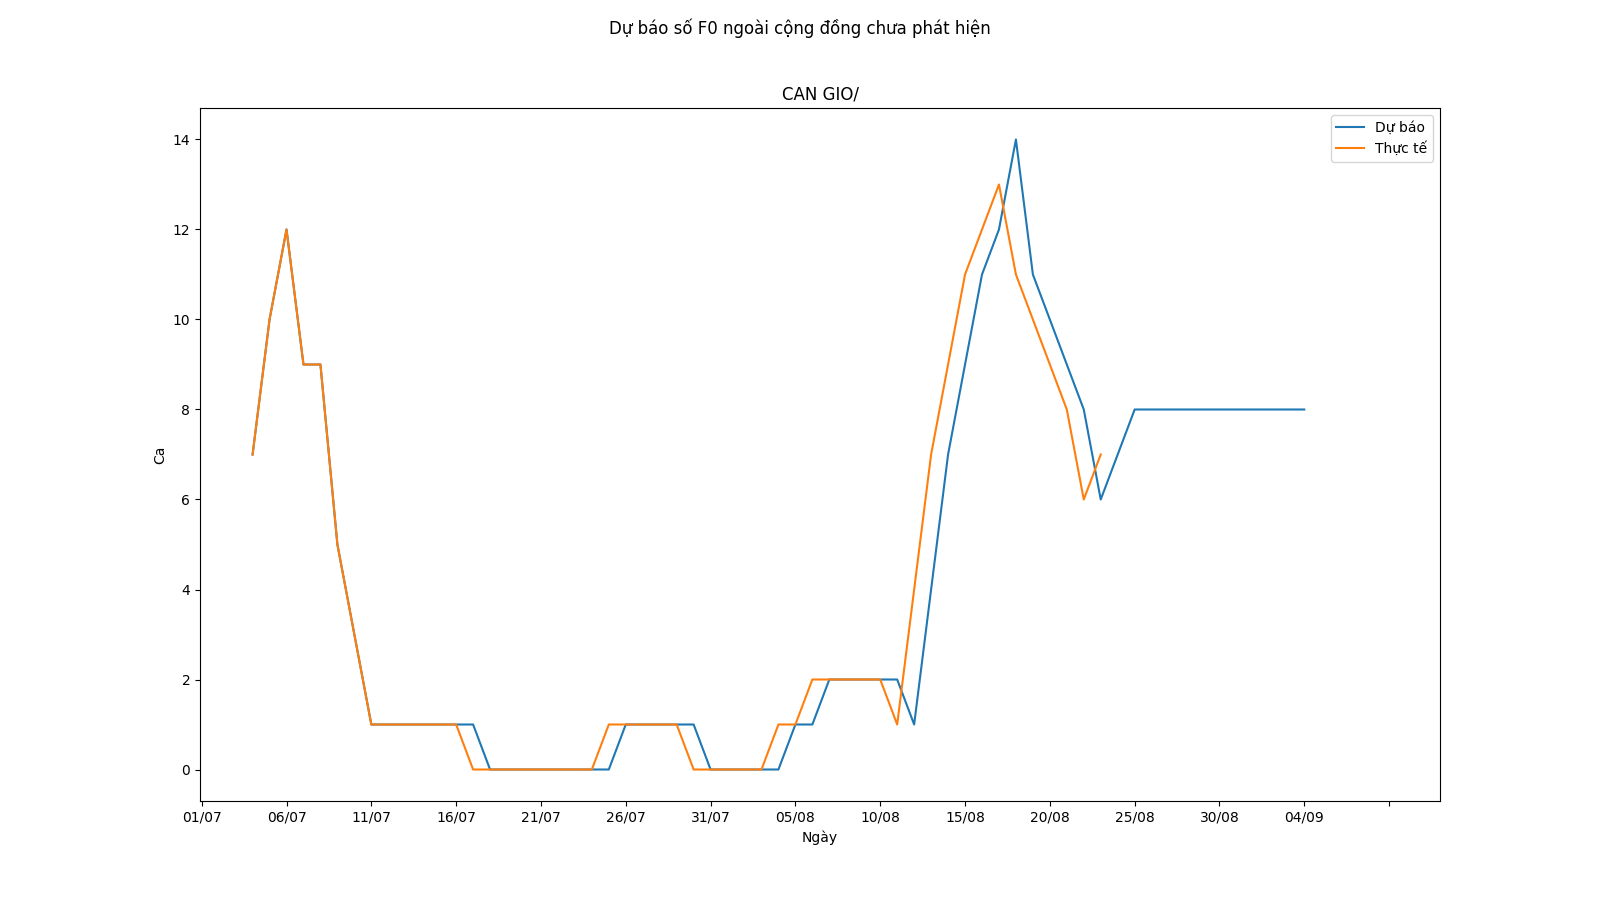 Dự báo số F0 ngoài cộng đồng chưa phát hiện
CAN GIO/
Dự báo
Thực tế
14
12
10
8
6
4
2
0
Ca
01/07 06/07 11/07 16/07 21/07 26/07 31/07 05/08 10/08 15/08 20/08 25/08 30/08 04/09
Ngày